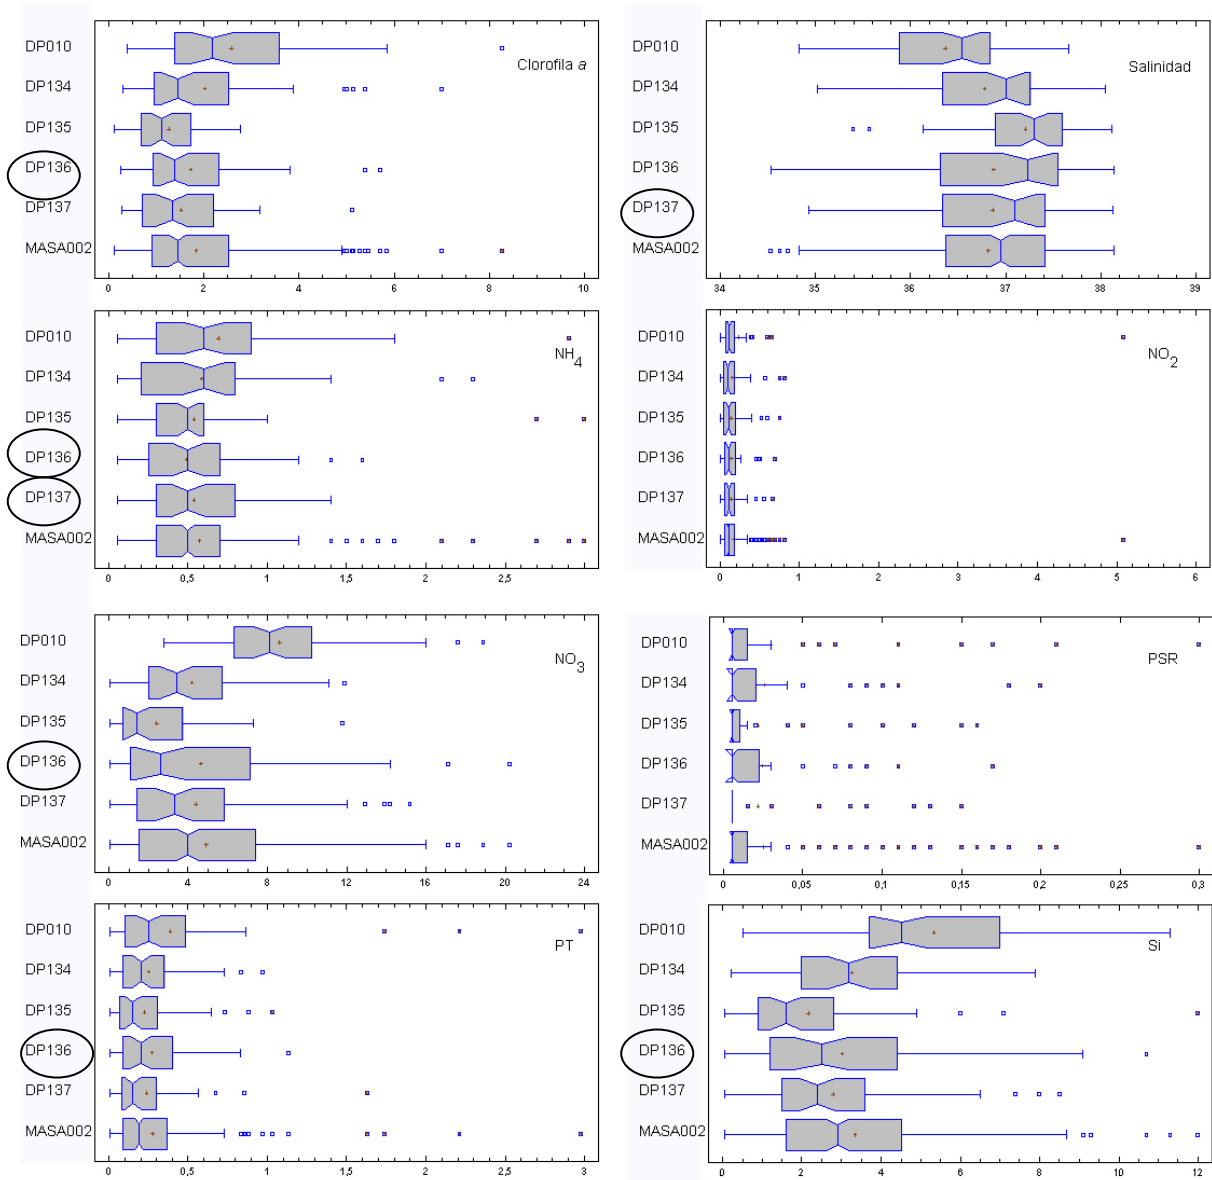 DP010
DP134
DP135
DP136
DP137
MASA002
Clorofila a
0 2 4 6 8 10
DP010
DP134
DP135
DP136
DP137
MASA002
Salinidad
34 35 36 37 38 39
DP010
DP134
DP135
DP136
DP137
MASA002
NH4
0 0,5 1 1,5 2 2,5
DP010
DP134
DP135
DP136
DP137
MASA002
NO2
0 1 2 3 4 5 6
DP010
DP134
DP135
DP136
DP137
MASA002
NO3
0 4 8 12 16 20 24
DP010
DP134
DP135
DP136
DP137
MASA002
PSR
0 0,05 0,1 0,15 0,2 0,25 0,3
DP010
DP134
DP135
DP136
DP137
MASA002
PT
0 0,5 1 1,5 2 2,5 3
DP010
DP134
DP135
DP136
DP137
MASA002
Si
0 2 4 6 8 10 12